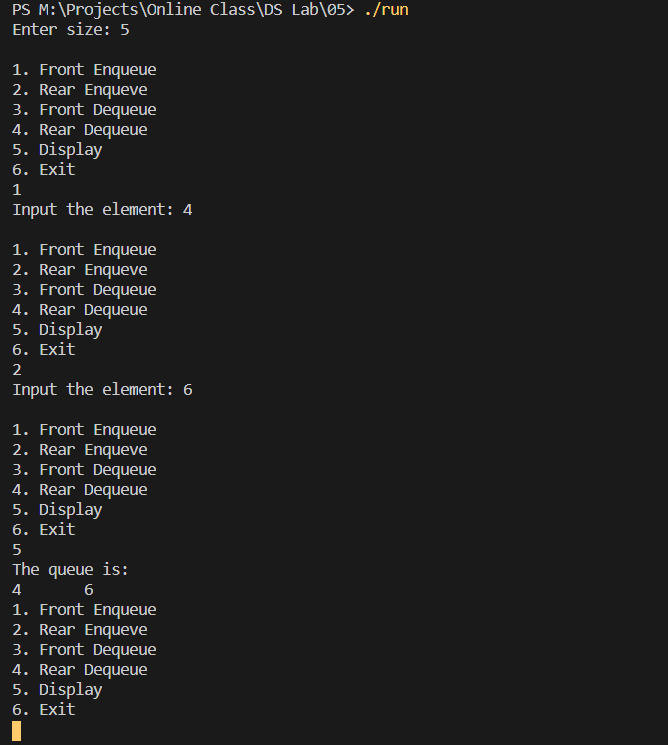 PS M:\Projects\Online Class\DS Lab\05> ./run
Enter size: 5
1. Front Enqueue
2. Rear Enqueve
3. Front Dequeue
4. Rear Dequeue
5. Display
6. Exit
1
Input the element: 4
1. Front Enqueue
2. Rear Enqueve
3. Front Dequeue
4. Rear Dequeue
5. Display
6. Exit
2
Input the element: 6
1. Front Enqueue
2. Rear Enqueve
3. Front Dequeue
4. Rear Dequeue
5. Display
6. Exit
5
The queue is:
4       6
1. Front Enqueue
2. Rear Enqueve
3. Front Dequeue
4. Rear Dequeue
5. Display
6. Exit